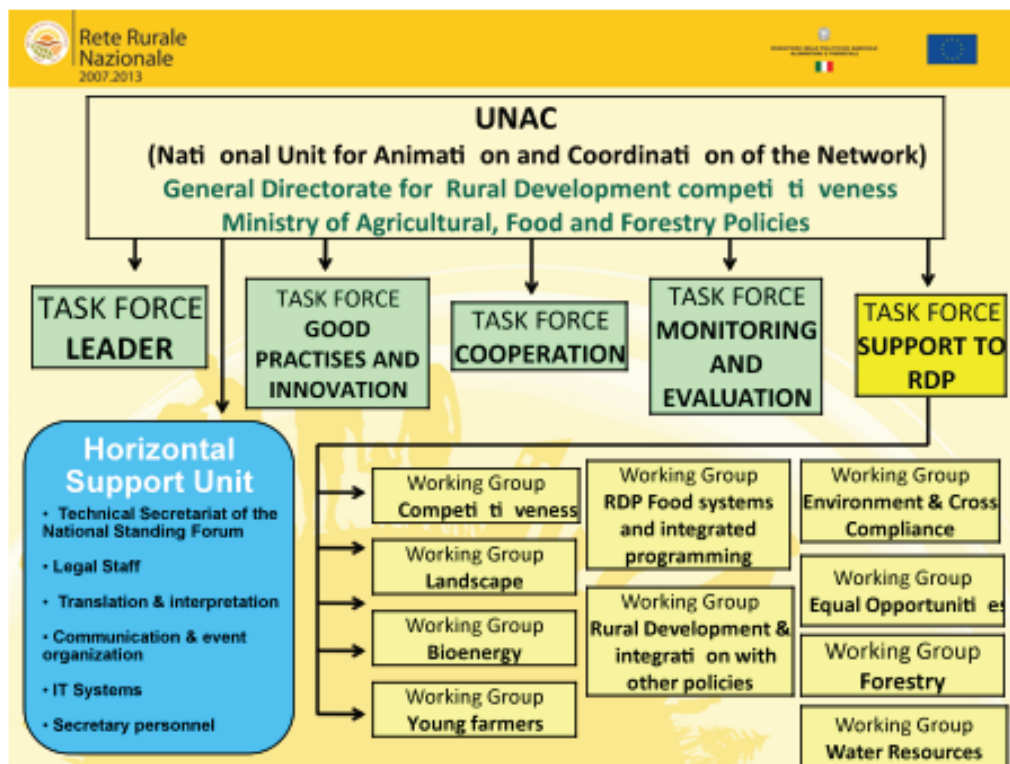 Rete Rurale
Nazionale
2007.2013
UNAC
(Nati onal Unit for Animati on and Coordinati on of the Network)
General Directorate for Rural Development competi ti veness
Ministry of Agricultural, Food and Forestry Policies
TASK FORCE
LEADER
TASK FORCE
GOOD
PRACTISES AND
INNOVATION
TASK FORCE
COOPERATION
TASK FORCE
MONITORING
AND
EVALUATION
TASK FORCE
SUPPORT TO
RDP
Horizontal
Support Unit
• Technical Secretariat of the
National Standing Forum
• Legal Staff
• Translation & interpretation
• Communication & event
organization
• IT Systems
• Secretary personnel
Working Group
Competi ti veness
Working Group
Landscape
Working Group
Bioenergy
Working Group
Young farmers
Working Group
RDP Food systems
and integrated
programming
Working Group
Rural Development &
integrati on with
other policies
Working Group
Environment & Cross
Compliance
Working Group
Equal Opportuniti es
Working Group
Forestry
Working Group
Water Resources